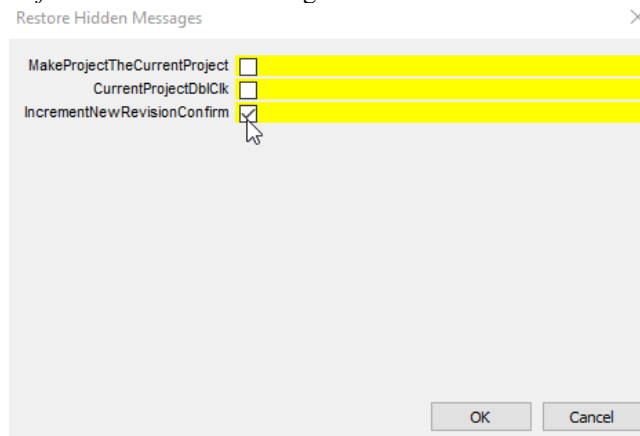 Restore Hidden Messages
MakeProjectTheCurrentProject
CurrentProjectDblClk
IncrementNewRevisionConfirm
OK Cancel